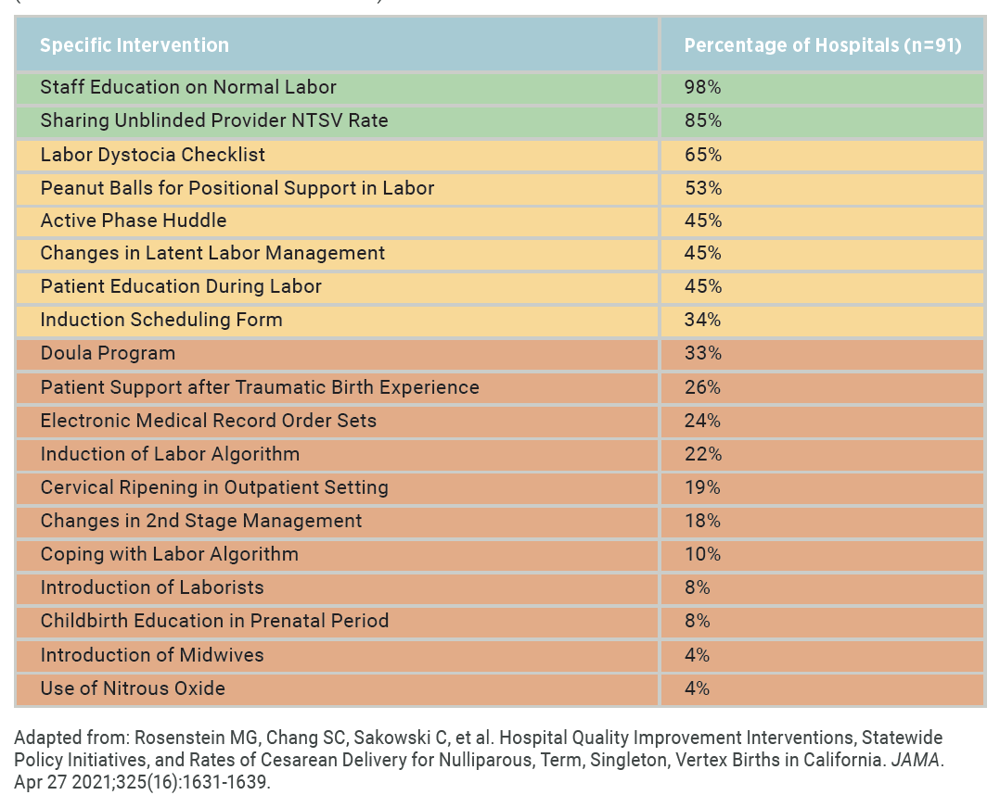 Specific Intervention Percentage of Hospitals (n=91)
Staff Education on Normal Labor 98%
Sharing Unblinded Provider NTSV Rate 85%
Labor Dystocia Checklist 65%
Peanut Balls for Positional Support in Labor 53%
Active Phase Huddle 45%
Changes in Latent Labor Management 45%
Patient Education During Labor 45%
Induction Scheduling Form 34%
Doula Program 33%
Patient Support after Traumatic Birth Experience 26%
Electronic Medical Record Order Sets 24%
Induction of Labor Algorithm 22%
Cervical Ripening in Outpatient Setting 19%
Changes in 2nd Stage Management 18%
Coping with Labor Algorithm 10%
Introduction of Laborists 8%
Childbirth Education in Prenatal Period 8%
Introduction of Midwives 4%
Use of Nitrous Oxide 4%
Adapted from: Rosenstein MG, Chang SC, Sakowski C, et al. Hospital Quality Improvement Interventions, Statewide
Policy Initiatives, and Rates of Cesarean Delivery for Nulliparous, Term, Singleton, Vertex Births in California. JAMA.
Apr 27 2021;325(16):1631-1639.